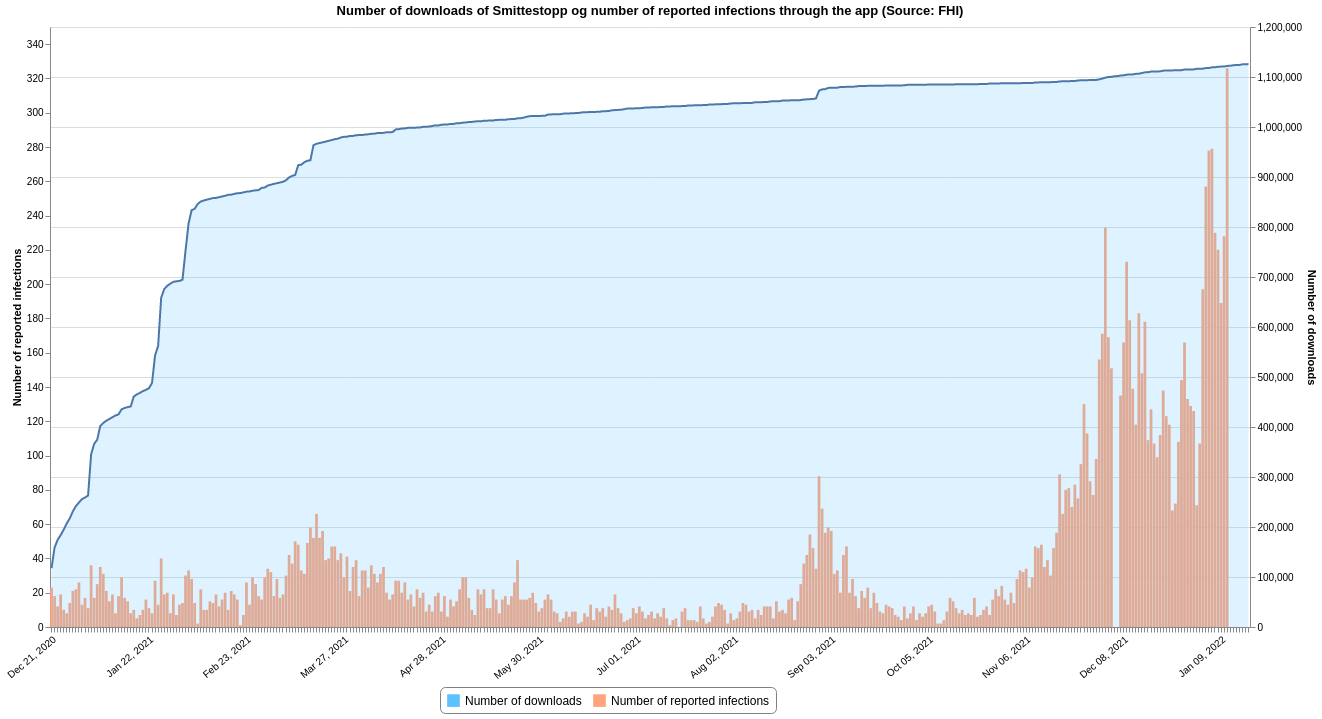 Number of downloads of Smittestopp og number of reported infections through the app (Source: FHI)
Number of reported infections
340
320
300
280
260
240
220
200
180
160
140
120
100
80
60
40
20
0
1,200,000
1,100,000
1,000,000
900,000
800,000
700,000
600,000
500,000
400,000
300,000
200,000
100,000
0
Number of downloads
Dec 21, 2020
Jan 22, 2021
Feb 23, 2021
Mar 27, 2021
Apr 28, 2021
May 30, 2021
Jul 01, 2021
Aug 02, 2021
Sep 03, 2021
Oct 05, 2021
Nov 06, 2021
Dec 08, 2021
Jan 09, 2022
Number of downloads
Number of reported infections